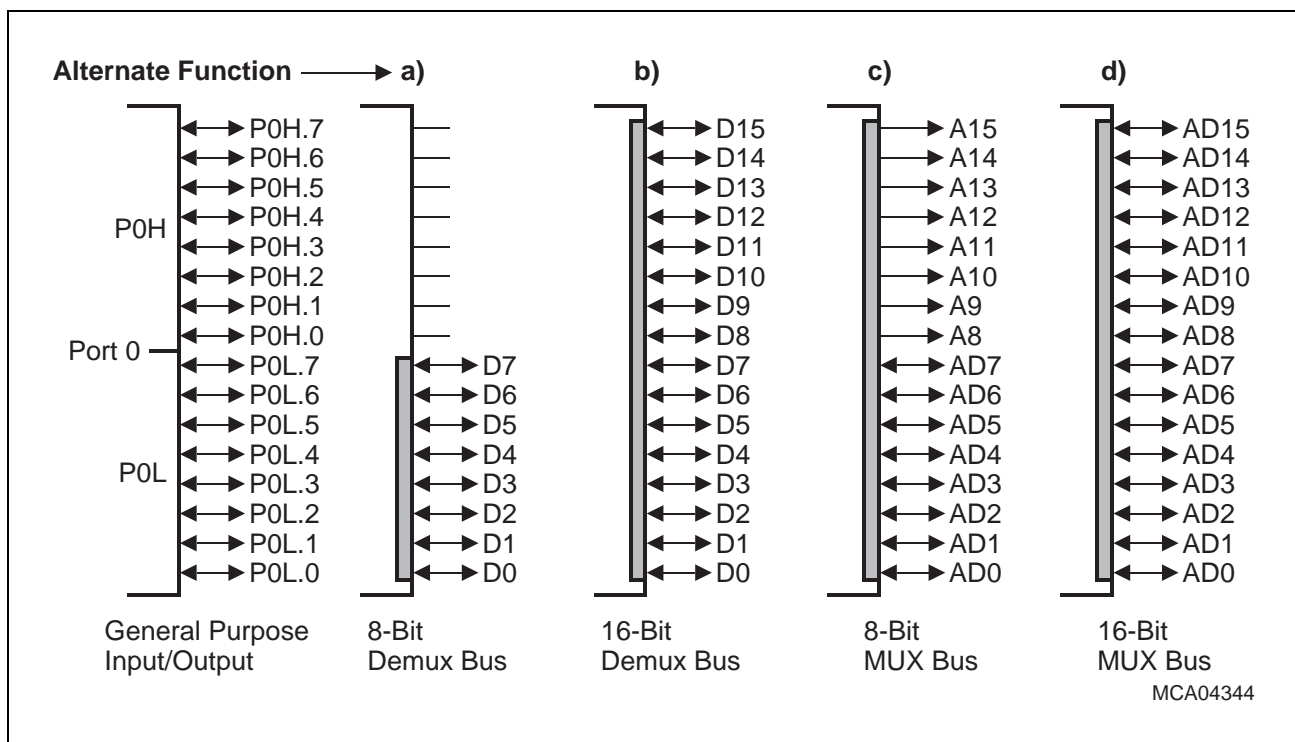 Alternate Function a) b) c) d)
P0H.7 D15 A15 AD15
P0H.6 D14 A14 AD14
P0H.5 D13 A13 AD13
P0H.4 D12 A12 AD12
P0H
P0H.3 D11 A11 AD11
P0H.2 D10 A10 AD10
P0H.1 D9 A9 AD9
P0H.0 D8 A8 AD8
Port 0
P0L.7 D7 D7 AD7 AD7
P0L.6 D6 D6 AD6 AD6
P0L.5 D5 D5 AD5 AD5
P0L.4 D4 D4 AD4 AD4
P0L
P0L.3 D3 D3 AD3 AD3
P0L.2 D2 D2 AD2 AD2
P0L.1 D1 D1 AD1 AD1
P0L.0 D0 D0 AD0 AD0
General Purpose 8-Bit 16-Bit 8-Bit 16-Bit
Input/Output Demux Bus Demux Bus MUX Bus MUX Bus
MCA04344